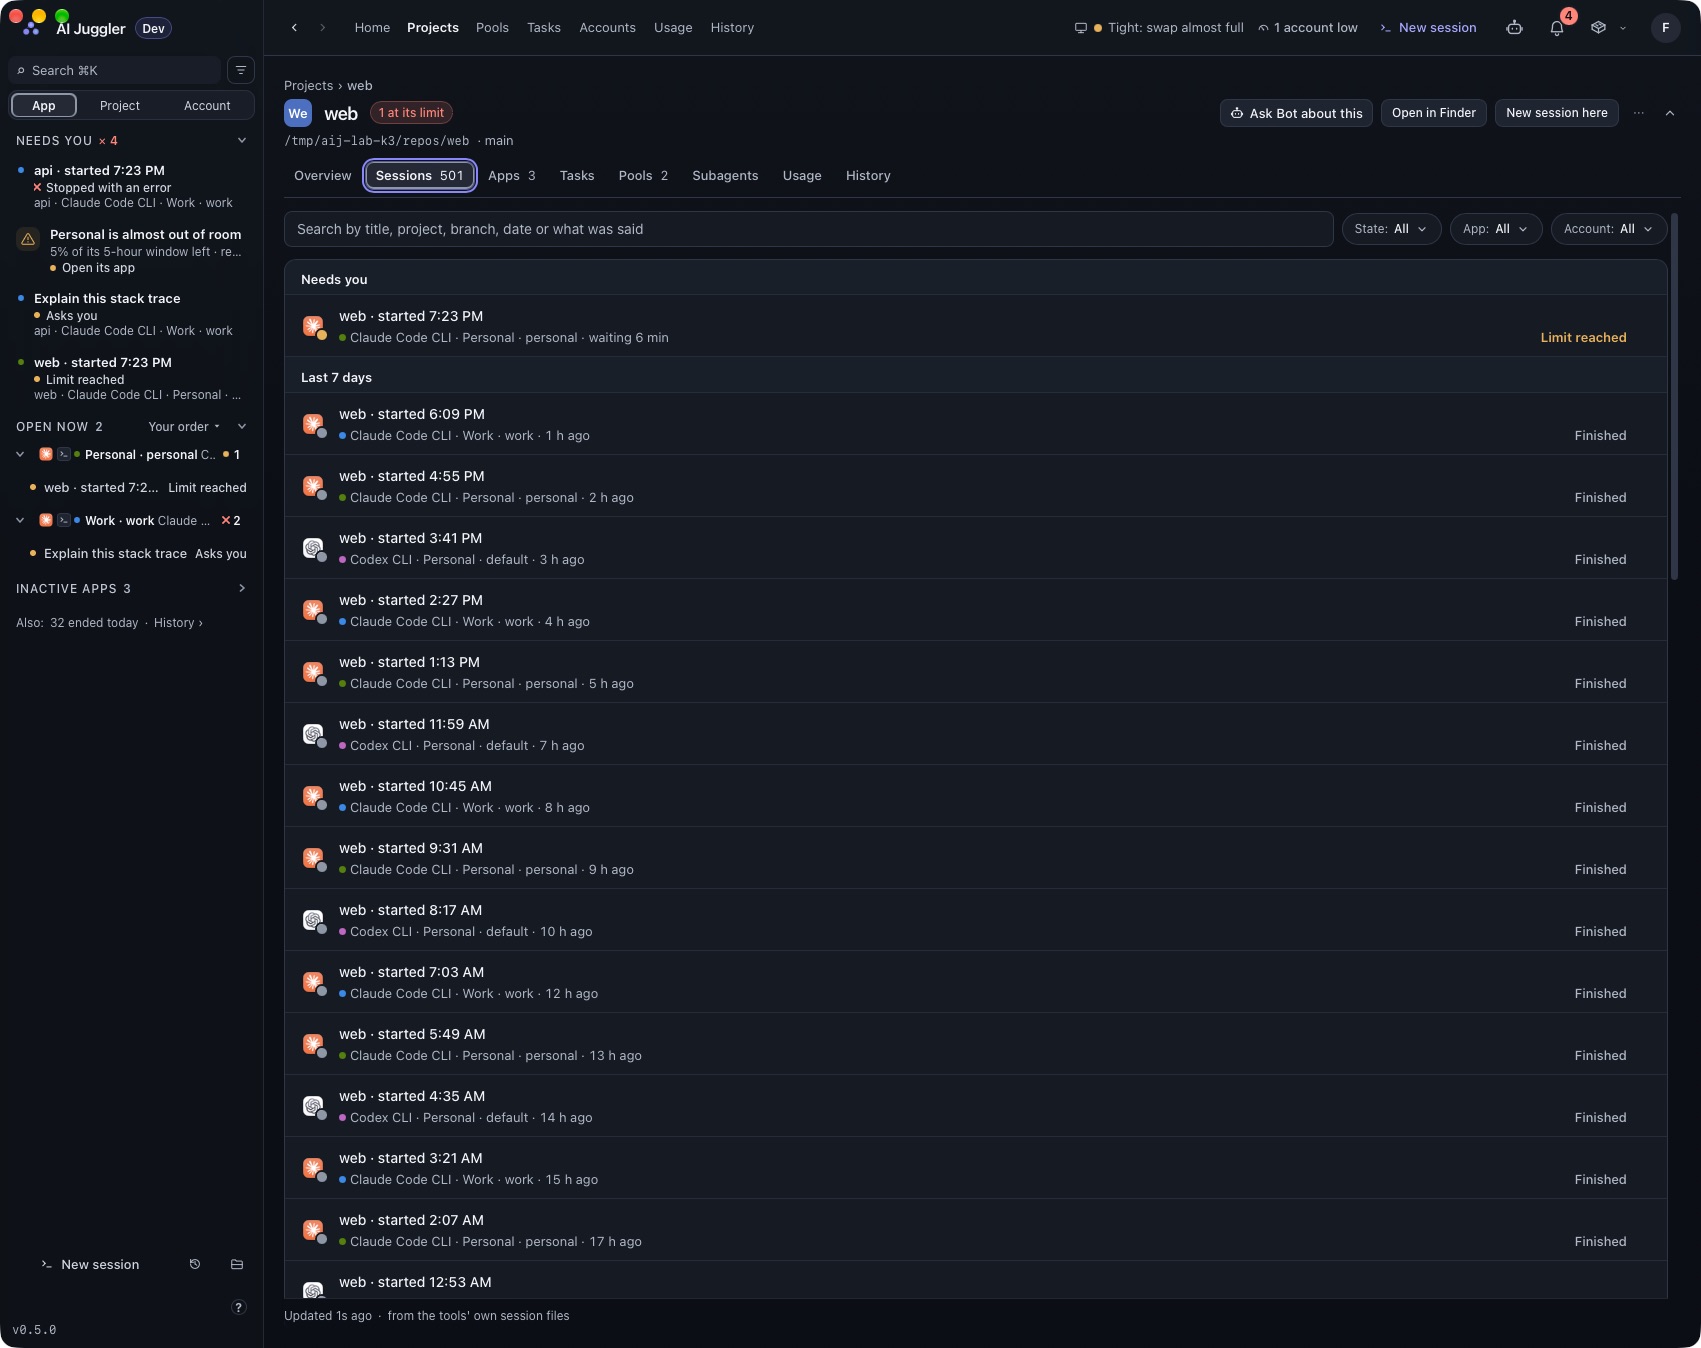 AI Juggler Dev
Search ⌘K
App Project Account
NEEDS YOU × 4
api · started 7:23 PM
Stopped with an error
api · Claude Code CLI · Work · work
Personal is almost out of room
5% of its 5-hour window left · re...
Open its app
Explain this stack trace
Asks you
api · Claude Code CLI · Work · work
web · started 7:23 PM
Limit reached
web · Claude Code CLI · Personal · ...
OPEN NOW 2 Your order
Personal · personal C.. 1
web · started 7:2... Limit reached
Work · work Claude ... ×2
Explain this stack trace Asks you
INACTIVE APPS 3
Also: 32 ended today · History ›
New session
?
v0.5.0
Home Projects Pools Tasks Accounts Usage History
Tight: swap almost full 1 account low New session 4 F
Projects › web
We web 1 at its limit
Ask Bot about this Open in Finder New session here ...
/tmp/aij-lab-k3/repos/web · main
Overview Sessions 501 Apps 3 Tasks Pools 2 Subagents Usage History
Search by title, project, branch, date or what was said
State: All App: All Account: All
Needs you
web · started 7:23 PM
Claude Code CLI · Personal · personal · waiting 6 min Limit reached
Last 7 days
web · started 6:09 PM
Claude Code CLI · Work · work · 1 h ago Finished
web · started 4:55 PM
Claude Code CLI · Personal · personal · 2 h ago Finished
web · started 3:41 PM
Codex CLI · Personal · default · 3 h ago Finished
web · started 2:27 PM
Claude Code CLI · Work · work · 4 h ago Finished
web · started 1:13 PM
Claude Code CLI · Personal · personal · 5 h ago Finished
web · started 11:59 AM
Codex CLI · Personal · default · 7 h ago Finished
web · started 10:45 AM
Claude Code CLI · Work · work · 8 h ago Finished
web · started 9:31 AM
Claude Code CLI · Personal · personal · 9 h ago Finished
web · started 8:17 AM
Codex CLI · Personal · default · 10 h ago Finished
web · started 7:03 AM
Claude Code CLI · Work · work · 12 h ago Finished
web · started 5:49 AM
Claude Code CLI · Personal · personal · 13 h ago Finished
web · started 4:35 AM
Codex CLI · Personal · default · 14 h ago Finished
web · started 3:21 AM
Claude Code CLI · Work · work · 15 h ago Finished
web · started 2:07 AM
Claude Code CLI · Personal · personal · 17 h ago Finished
web · started 12:53 AM
Updated 1s ago · from the tools' own session files